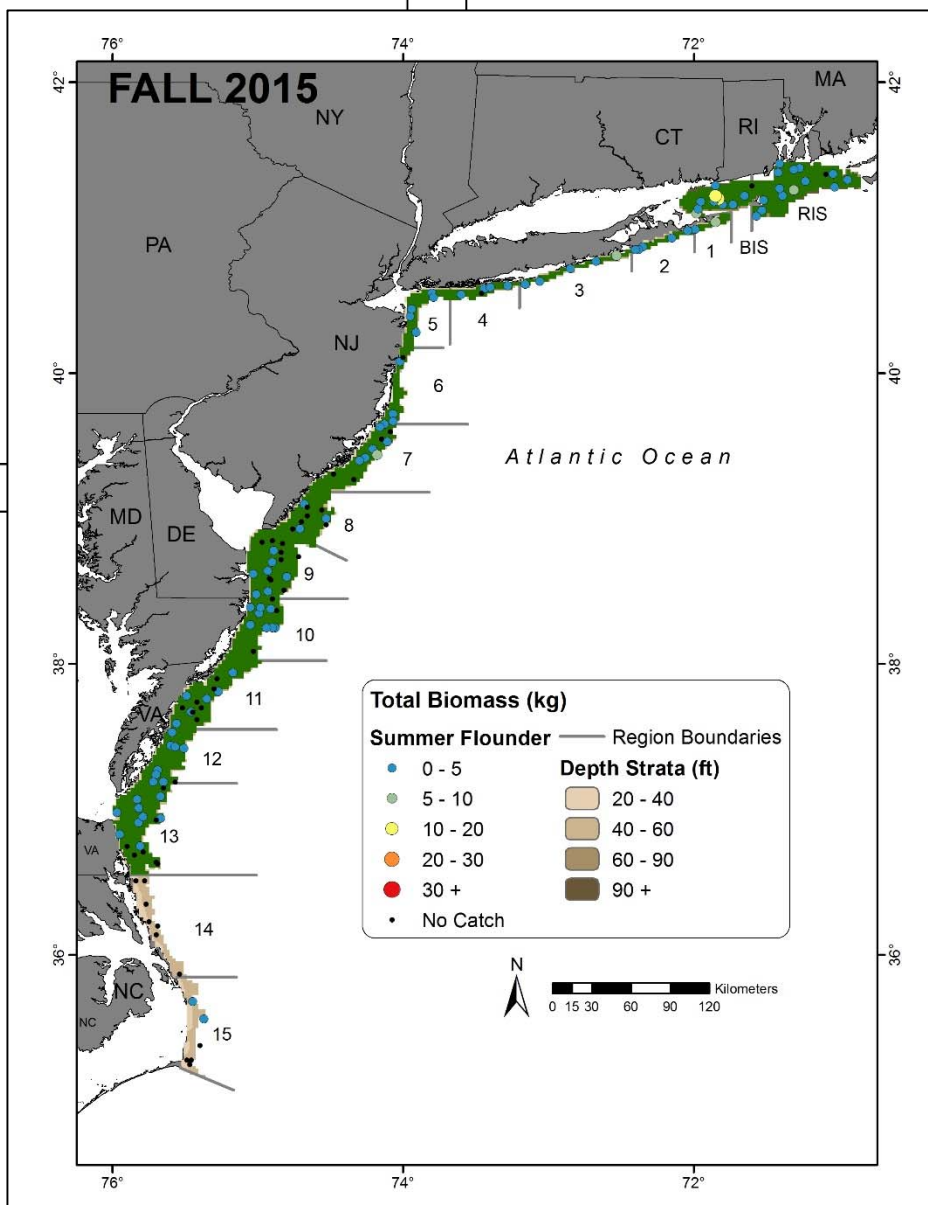 76°
74°
72°
FALL 2015
MA
42°
42°
NY
CT
RI
PA
RIS
BIS
1
2
3
4
5
NJ
40°
40°
6
Atlantic Ocean
7
MD
DE
8
9
10
38°
38°
11
VA
12
13
VA
14
36°
36°
NC
NC
15
Total Biomass (kg)
Summer Flounder
0 - 5
5 - 10
10 - 20
20 - 30
30 +
No Catch
Region Boundaries
Depth Strata (ft)
20 - 40
40 - 60
60 - 90
90 +
N
Kilometers
0 15 30 60 90 120
76°
74°
72°